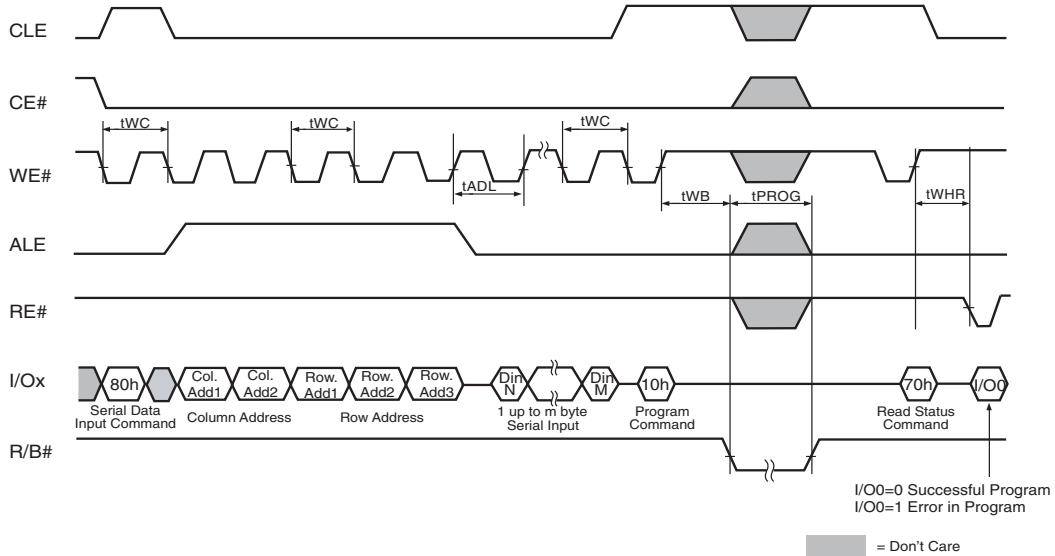 CLE
CE#
tWC
tWC
tWC
WE#
tADL
tWB
tPROG
tWHR
ALE
RE#
I/Ox
80h
Col.
Add1
Col.
Add2
Row.
Add1
Row.
Add2
Row.
Add3
Din
N
Din
M
10h
70h
I/O0
Serial Data
Input Command
Column Address
Row Address
1 up to m byte
Serial Input
Program
Command
Read Status
Command
R/B#
I/O0=0 Successful Program
I/O0=1 Error in Program
= Don't Care